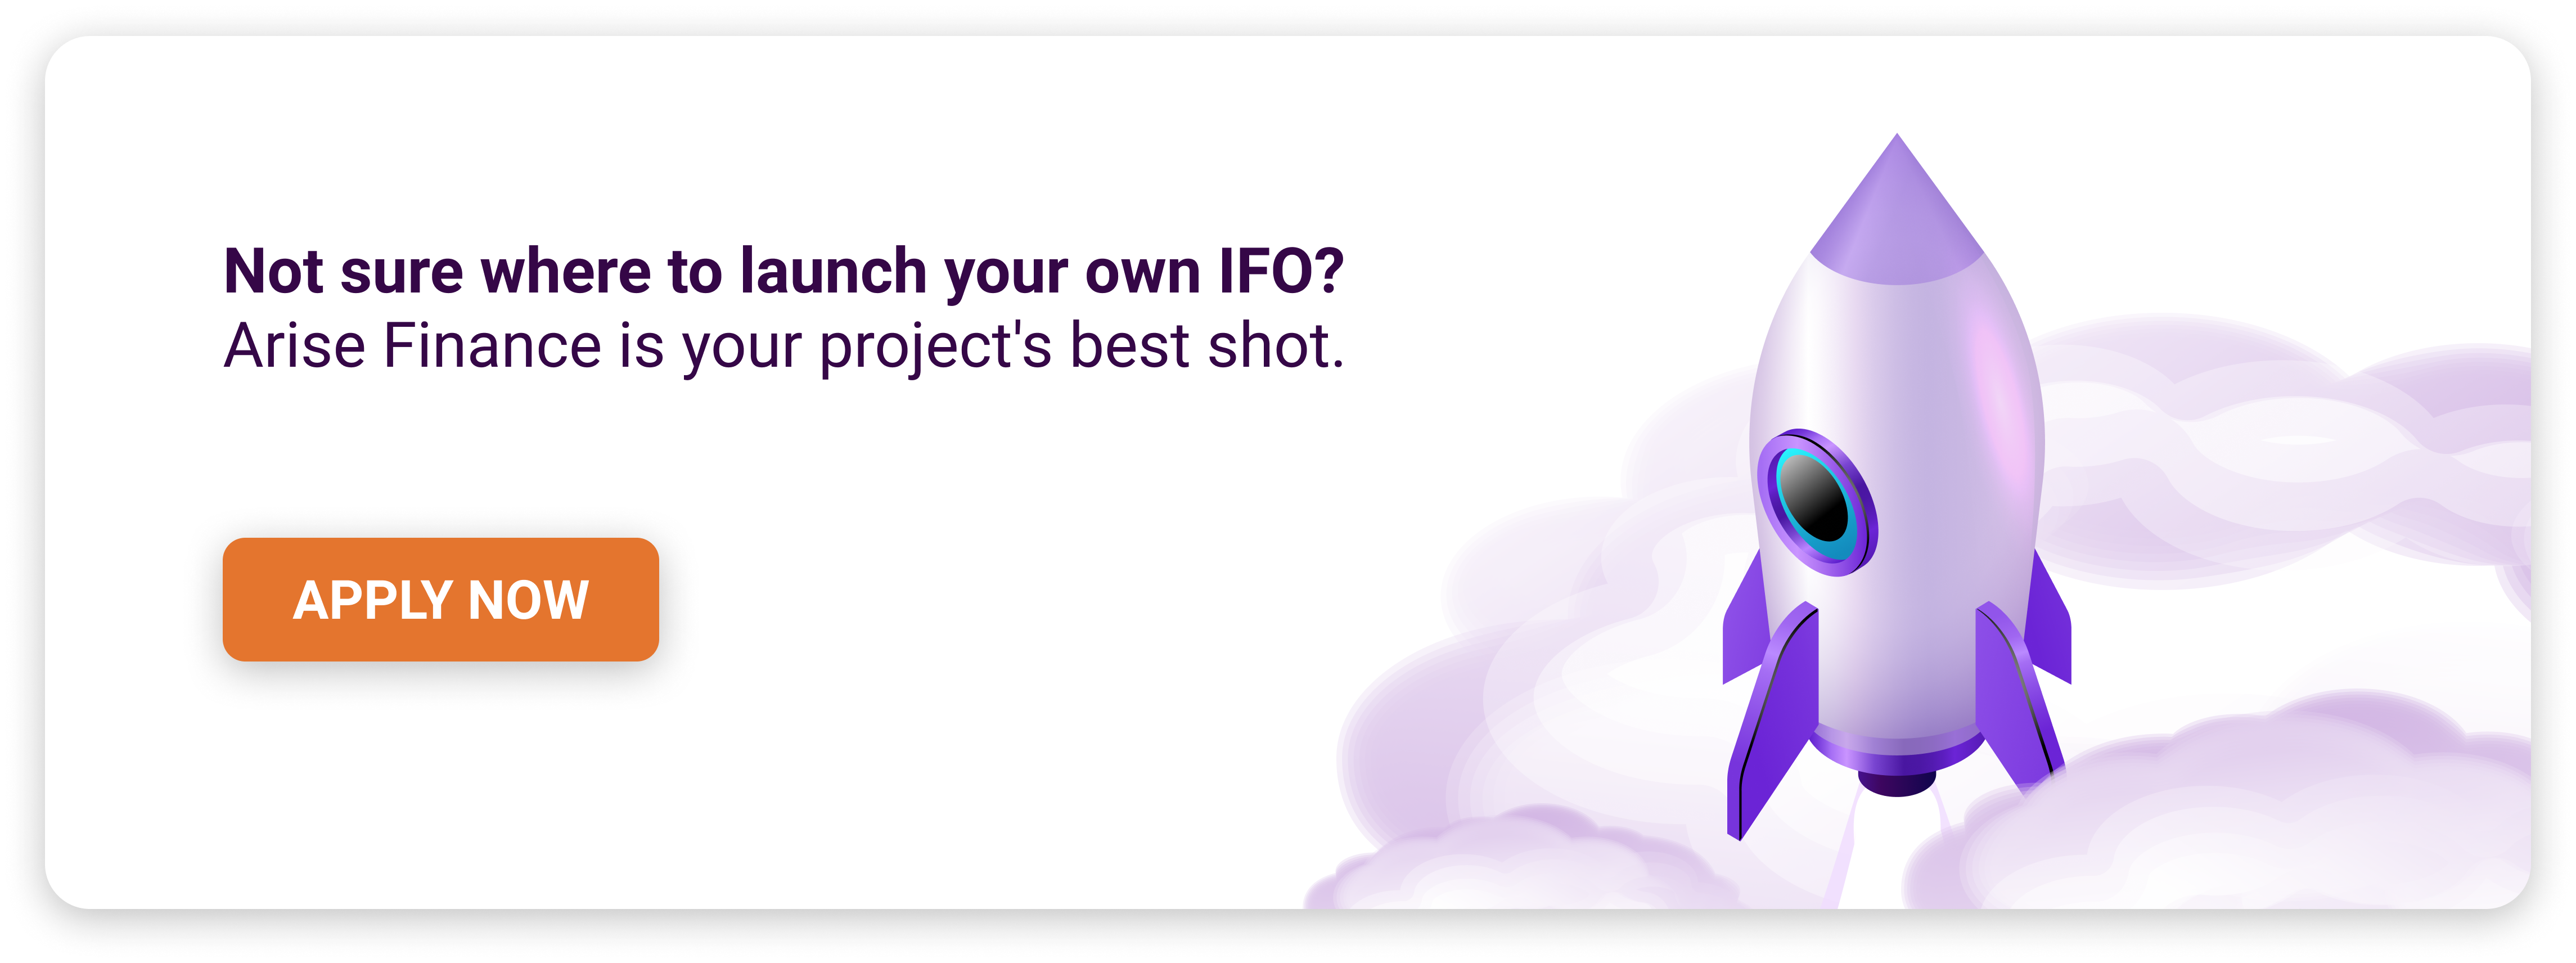 Not sure where to launch your own IFO?
Arise Finance is your project's best shot.
APPLY NOW